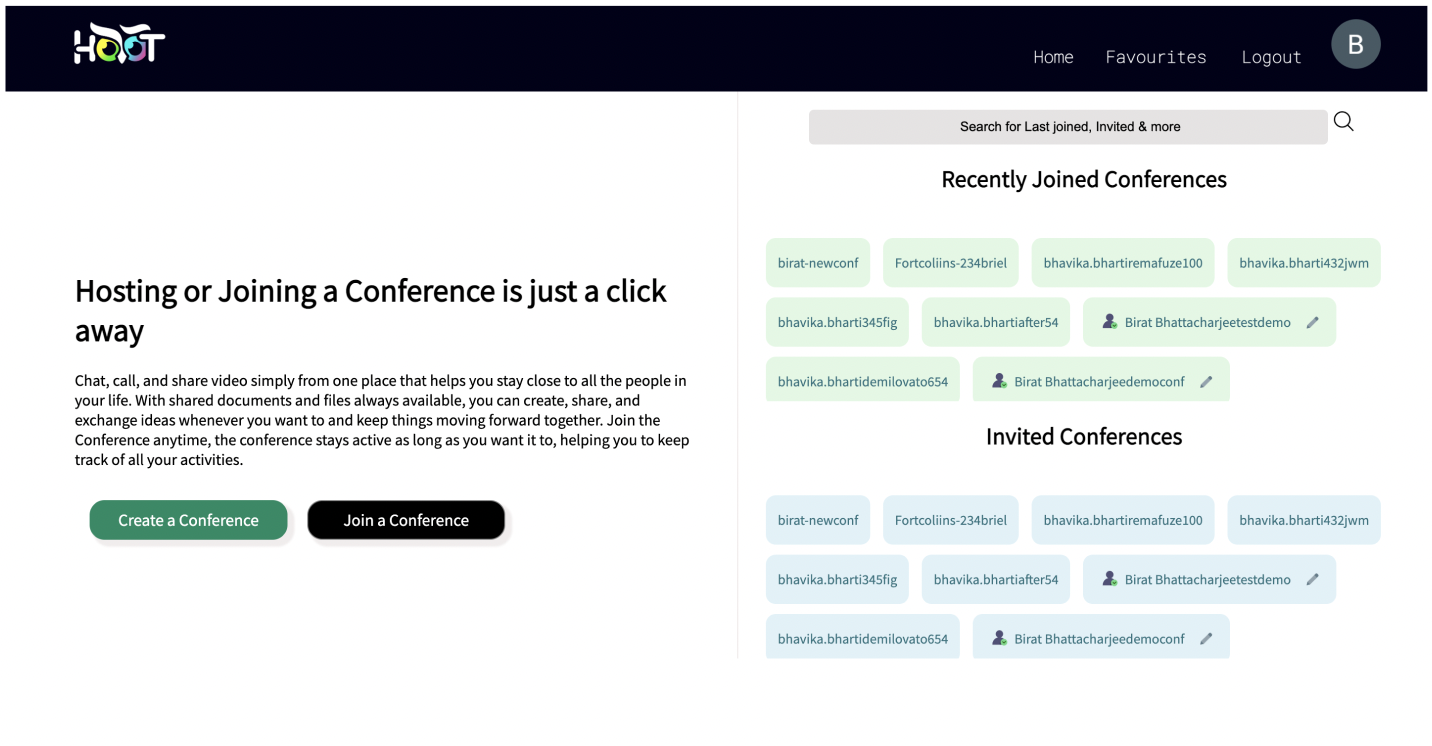 HOOT
Home Favourites Logout B
Hosting or Joining a Conference is just a click
away
Chat, call, and share video simply from one place that helps you stay close to all the people in
your life. With shared documents and files always available, you can create, share, and
exchange ideas whenever you want to and keep things moving forward together. Join the
Conference anytime, the conference stays active as long as you want it to, helping you to keep
track of all your activities.
Create a Conference Join a Conference
Search for Last joined, Invited & more
Recently Joined Conferences
birat-newconf Fortcoliins-234briel bhavika.bhartiremafuze100 bhavika.bharti432jwm
bhavika.bharti345fig bhavika.bhartiafter54 Birat Bhattacharjeetestdemo
bhavika.bhartidemilovato654 Birat Bhattacharjeedemoconf
Invited Conferences
birat-newconf Fortcoliins-234briel bhavika.bhartiremafuze100 bhavika.bharti432jwm
bhavika.bharti345fig bhavika.bhartiafter54 Birat Bhattacharjeetestdemo
bhavika.bhartidemilovato654 Birat Bhattacharjeedemoconf